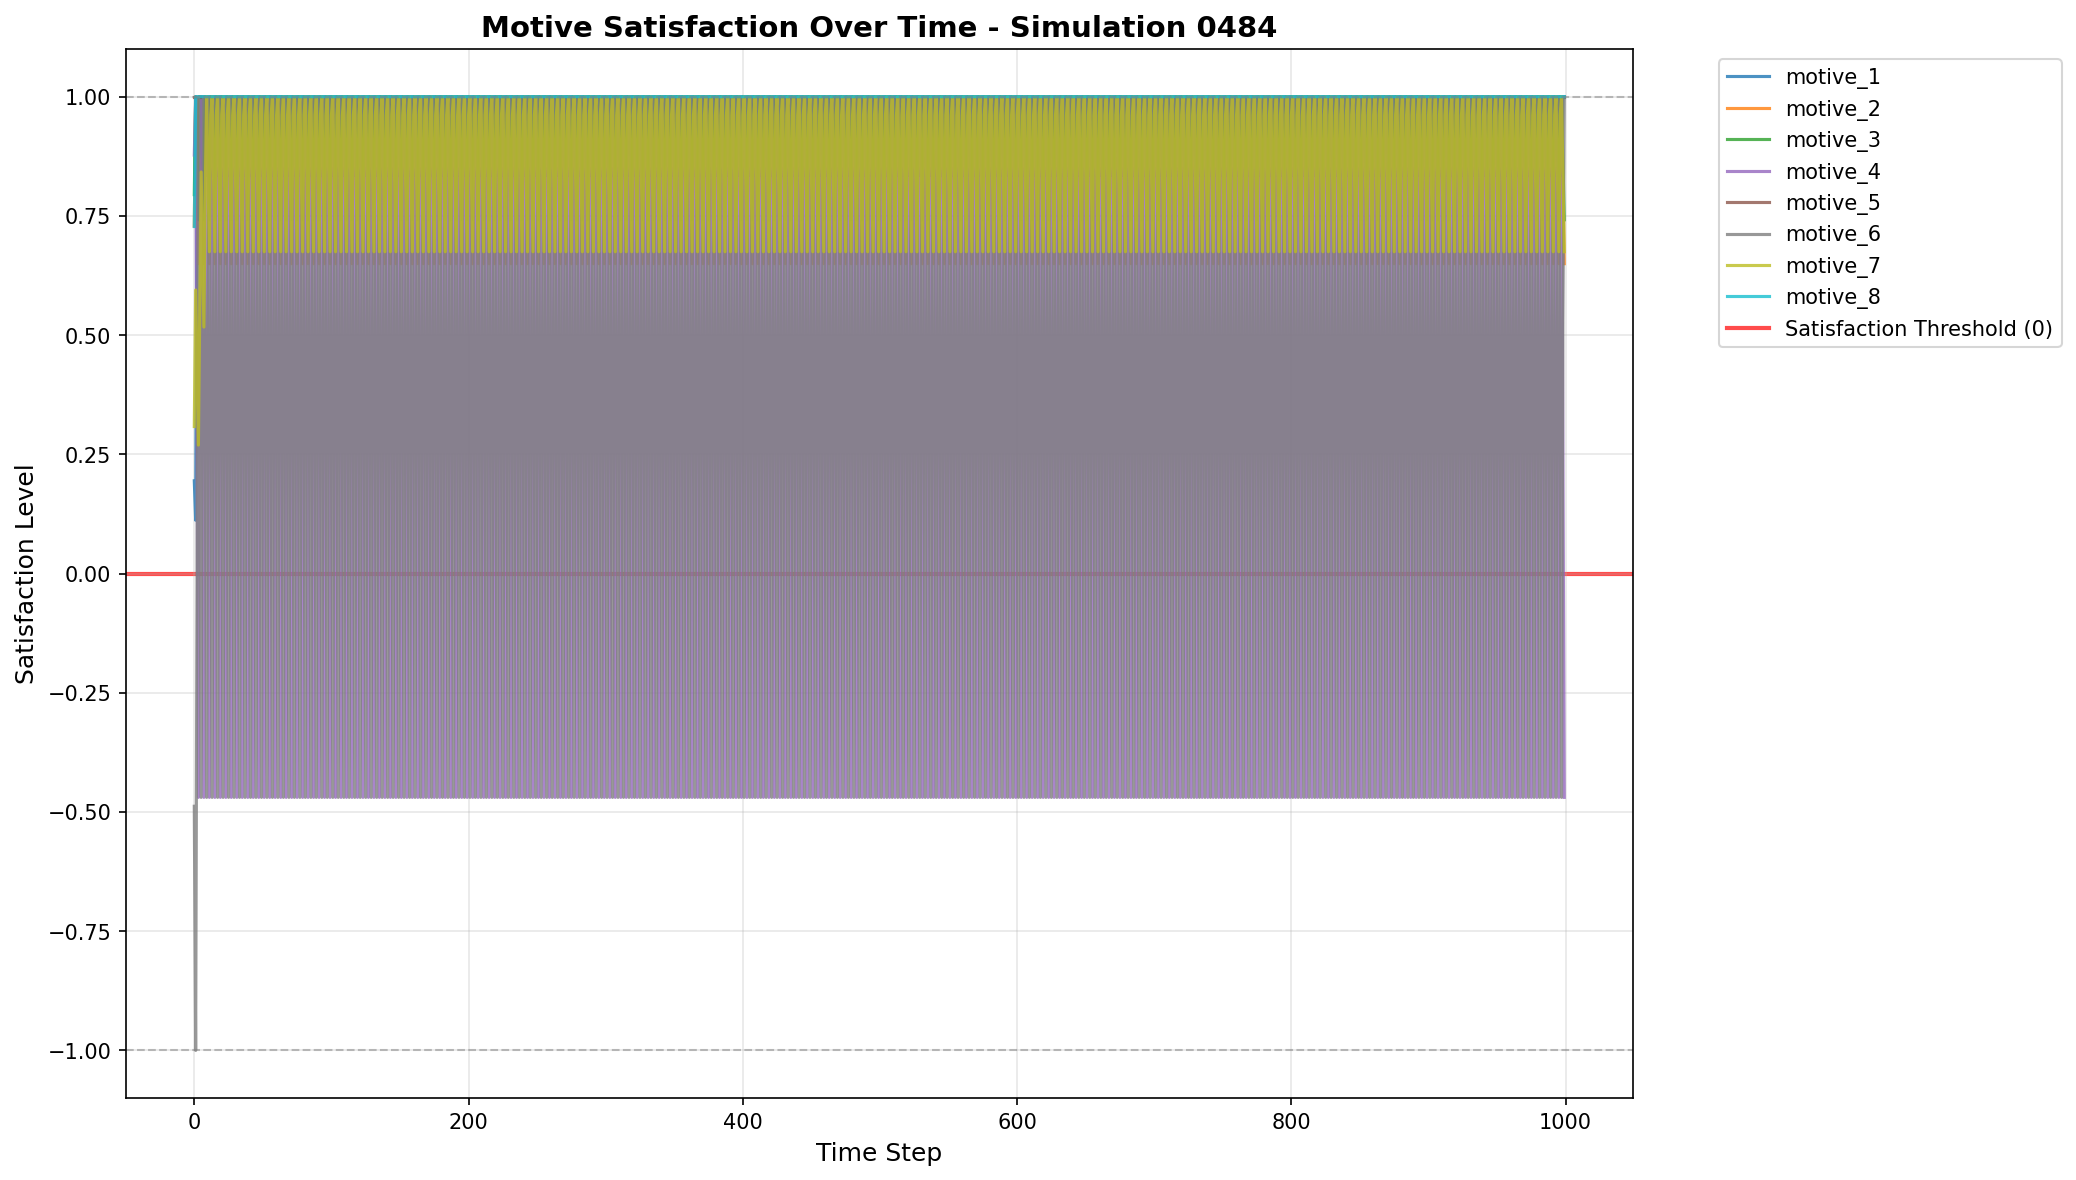 Motive Satisfaction Over Time - Simulation 0484
1.00
0.75
0.50
0.25
0.00
−0.25
−0.50
−0.75
−1.00
Satisfaction Level
0
200
400
600
800
1000
Time Step
motive_1
motive_2
motive_3
motive_4
motive_5
motive_6
motive_7
motive_8
Satisfaction Threshold (0)